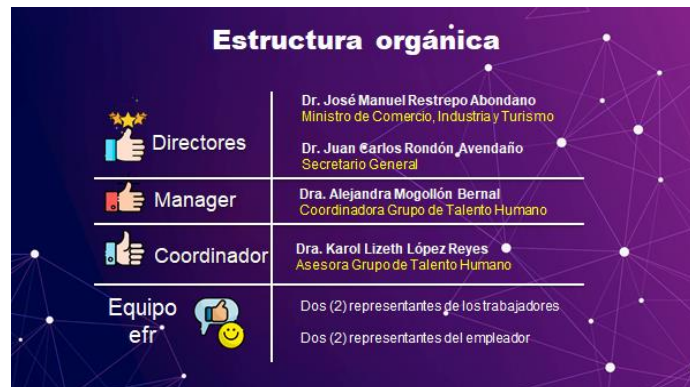 Estructura orgánica
Directores
Dr. José Manuel Restrepo Abondano
Ministro de Comercio, Industria y Turismo
Dr. Juan Carlos Rondón Avendaño
Secretario General
Manager
Dra. Alejandra Mogollón Bernal
Coordinadora Grupo de Talento Humano
Coordinador
Dra. Karol Lizeth López Reyes
Asesora Grupo de Talento Humano
Equipo
efr
Dos (2) representantes de los trabajadores
Dos (2) representantes del empleador